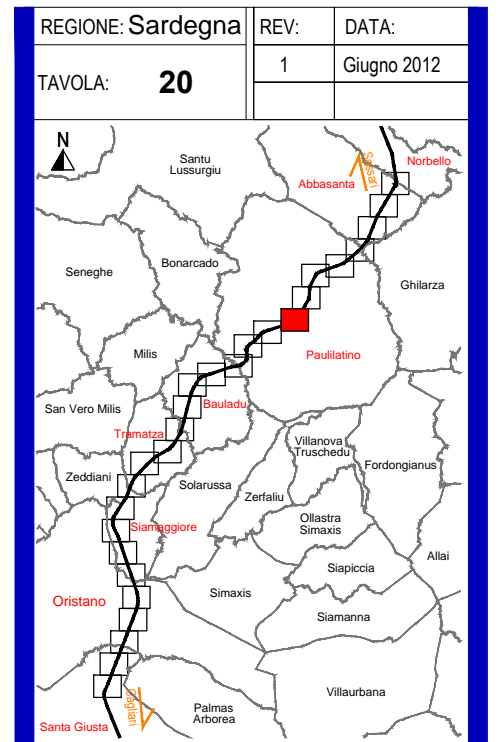 REGIONE: Sardegna
REV:
DATA:
TAVOLA: 20
1
Giugno 2012
N
Santu
Lussurgiu
Sassari
Norbello
Abbasanta
Seneghe
Bonarcado
Ghilarza
Milis
Paulilatino
San Vero Milis
Bauladu
Tramatza
Villanova
Truschedu
Zeddiani
Solarussa
Zerfaliu
Fordongianus
Siamaggiore
Ollastra
Simaxis
Allai
Siapiccia
Oristano
Simaxis
Siamanna
Villaurbana
Cagliari
Palmas
Arborea
Santa Giusta